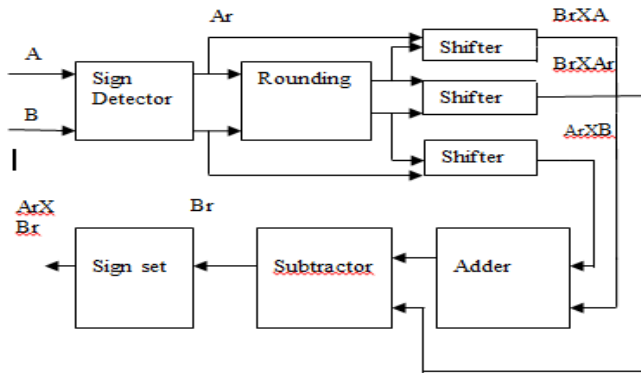 Ar
BrXA
A
Sign
Detector
Rounding
Shifter
BrXAr
B
Shifter
ArXB
Shifter
ArX
Br
Br
Sign set
Subtractor
Adder